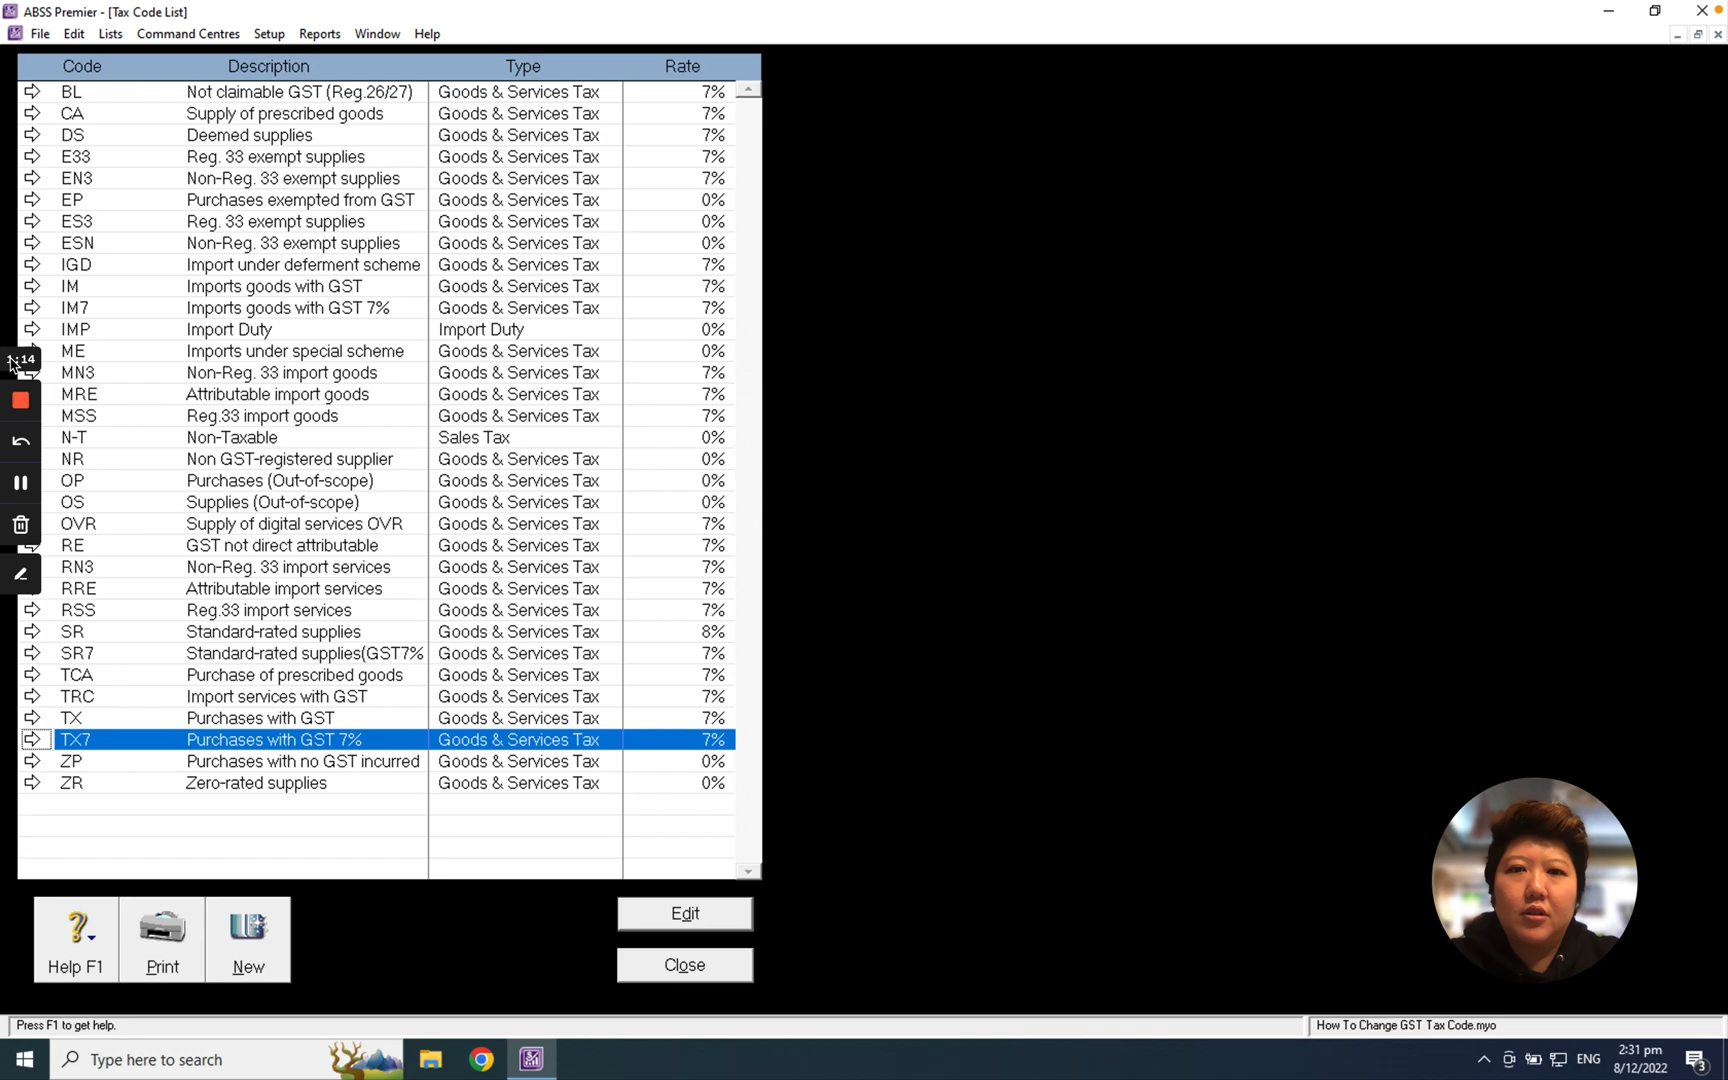 ABSS Premier - [Tax Code List]
File Edit Lists Command Centres Setup Reports Window Help
Code Description Type Rate
BL Not claimable GST (Reg.26/27) Goods & Services Tax 7%
CA Supply of prescribed goods Goods & Services Tax 7%
DS Deemed supplies Goods & Services Tax 7%
E33 Reg. 33 exempt supplies Goods & Services Tax 7%
EN3 Non-Reg. 33 exempt supplies Goods & Services Tax 7%
EP Purchases exempted from GST Goods & Services Tax 0%
ES3 Reg. 33 exempt supplies Goods & Services Tax 0%
ESN Non-Reg. 33 exempt supplies Goods & Services Tax 0%
IGD Import under deferment scheme Goods & Services Tax 7%
IM Imports goods with GST Goods & Services Tax 7%
IM7 Imports goods with GST 7% Goods & Services Tax 7%
IMP Import Duty Import Duty 0%
ME Imports under special scheme Goods & Services Tax 0%
1:14
MN3 Non-Reg. 33 import goods Goods & Services Tax 7%
MRE Attributable import goods Goods & Services Tax 7%
MSS Reg.33 import goods Goods & Services Tax 7%
N-T Non-Taxable Sales Tax 0%
NR Non GST-registered supplier Goods & Services Tax 0%
OP Purchases (Out-of-scope) Goods & Services Tax 0%
OS Supplies (Out-of-scope) Goods & Services Tax 0%
OVR Supply of digital services OVR Goods & Services Tax 7%
RE GST not direct attributable Goods & Services Tax 7%
RN3 Non-Reg. 33 import services Goods & Services Tax 7%
RRE Attributable import services Goods & Services Tax 7%
RSS Reg.33 import services Goods & Services Tax 7%
SR Standard-rated supplies Goods & Services Tax 8%
SR7 Standard-rated supplies(GST7% Goods & Services Tax 7%
TCA Purchase of prescribed goods Goods & Services Tax 7%
TRC Import services with GST Goods & Services Tax 7%
TX Purchases with GST Goods & Services Tax 7%
TX7 Purchases with GST 7% Goods & Services Tax 7%
ZP Purchases with no GST incurred Goods & Services Tax 0%
ZR Zero-rated supplies Goods & Services Tax 0%
Edit
Help F1 Print New Close
Press F1 to get help. How To Change GST Tax Code.myo
Type here to search ENG 2:31 pm
8/12/2022 3